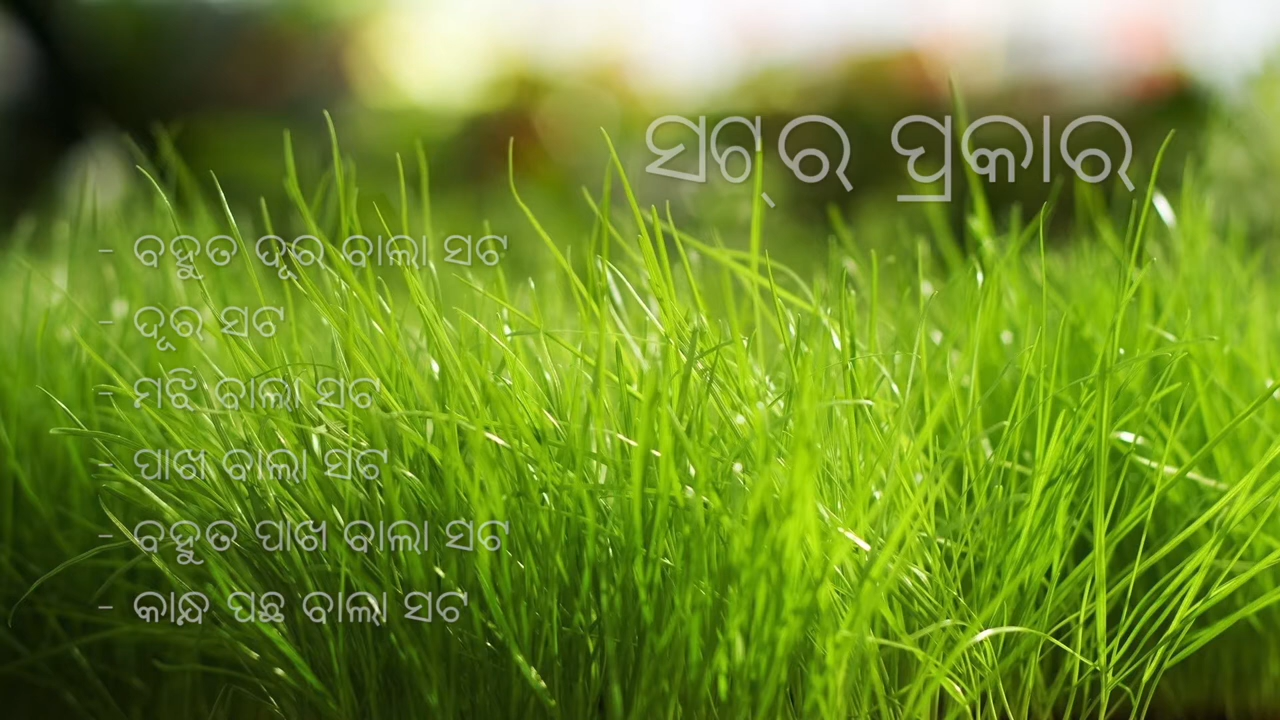 ସଟ୍‌ର ପ୍ରକାର
- ବହୁତ ଦୂର ବାଲା ସଟ
- ଦୂର ସଟ
- ମଝି ବାଲା ସଟ
- ପାଖ ବାଲା ସଟ
- ବହୁତ ପାଖ ବାଲା ସଟ
- କାନ୍ଧ ପଛ ବାଲା ସଟ